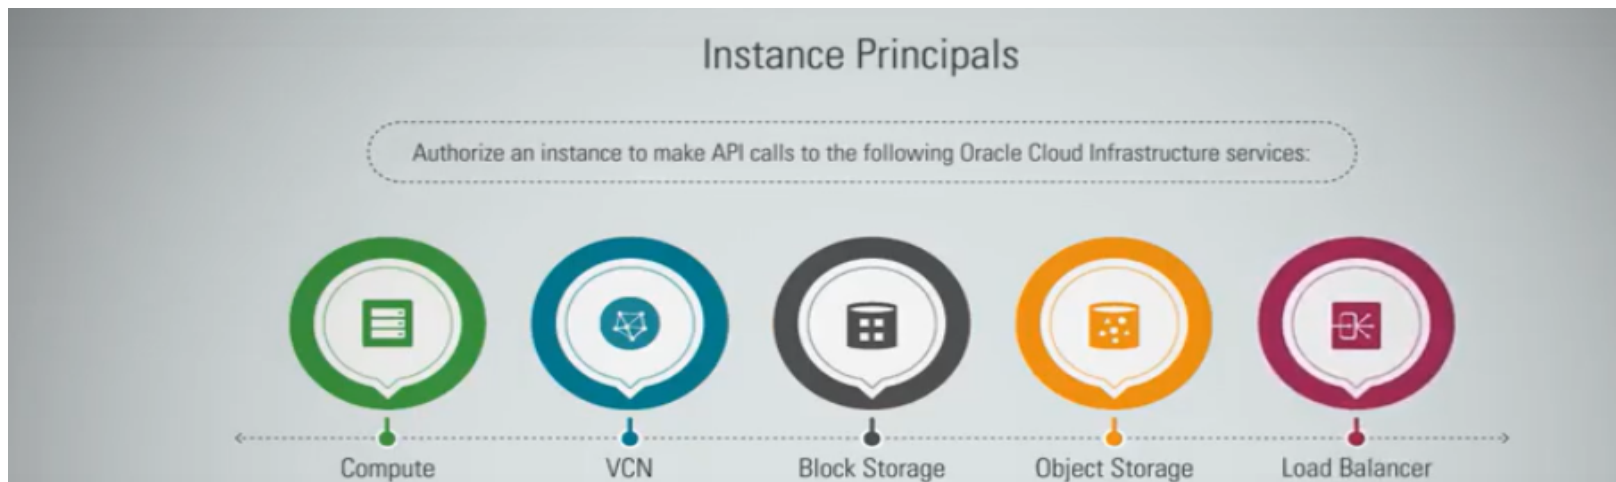 Instance Principals
Authorize an instance to make API calls to the following Oracle Cloud Infrastructure services:
Compute
VCN
Block Storage
Object Storage
Load Balancer